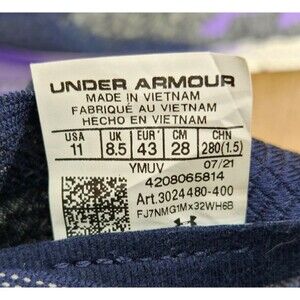 UNDER ARMOUR
MADE IN VIETNAM
FABRIQUÉ AU VIETNAM
HECHO EN VIETNAM
USA UK EUR CM CHN
11 8.5 43 28 280(1.5)
YMUV 07/21
4208065814
Art.3024480-400
FJ7NMG1Mx32WH6B